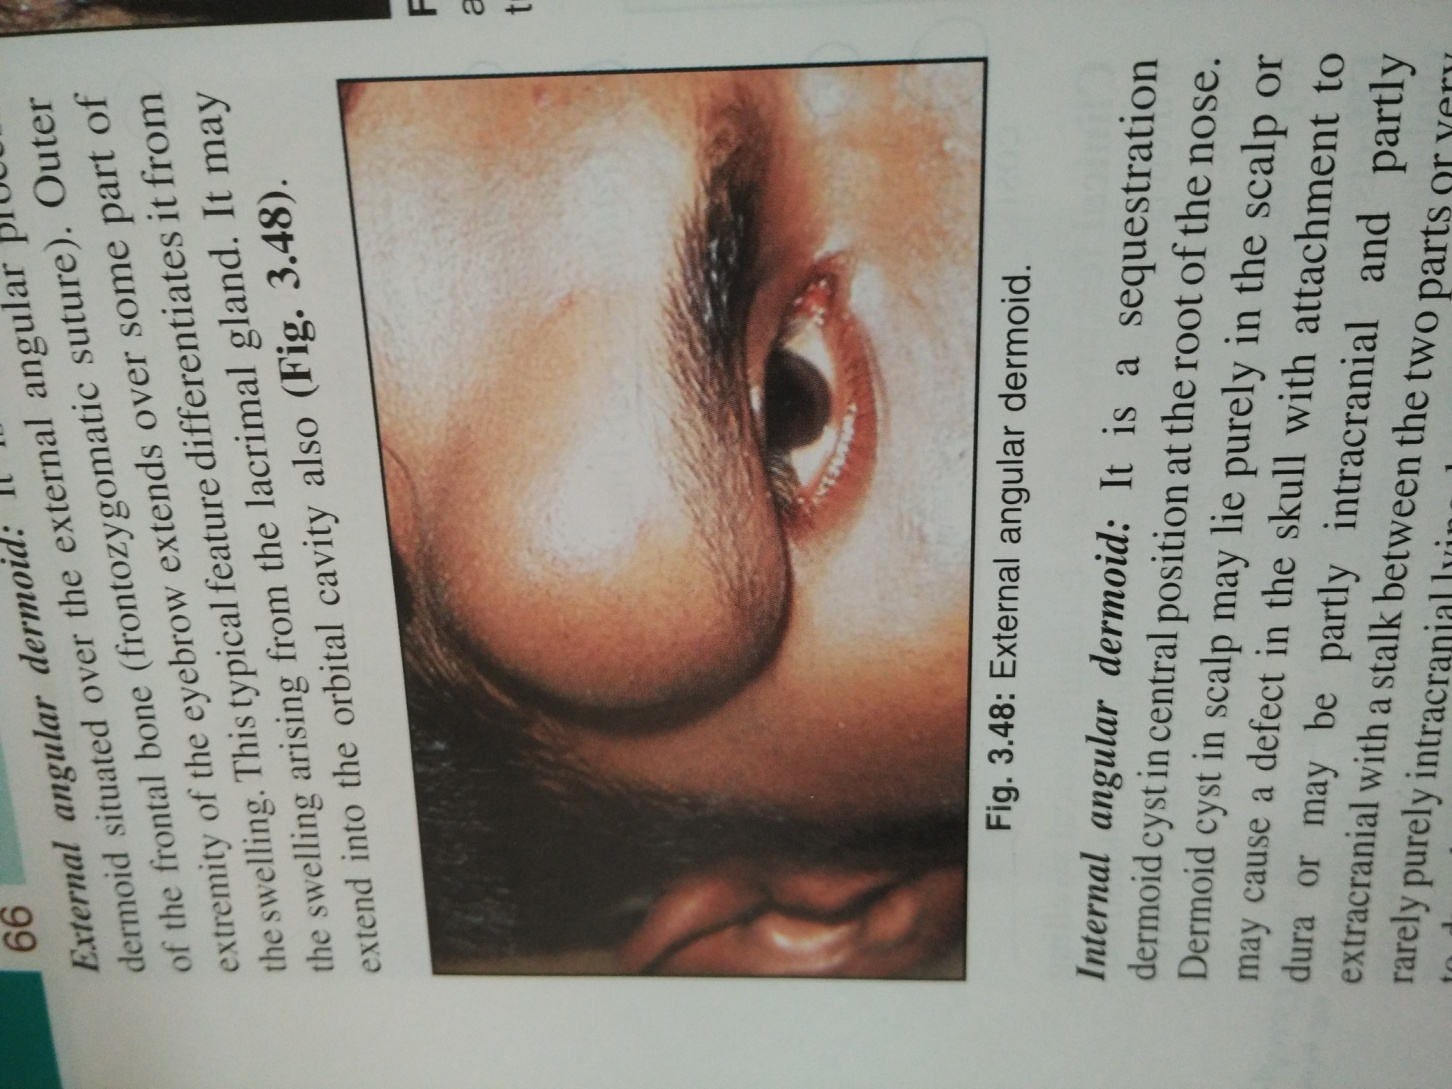 66
External angular dermoid: It is
dermoid situated over the external angular process
of the frontal bone (frontozygomatic suture). Outer
extremity of the eyebrow extends over some part of
the swelling. This typical feature differentiates it from
the swelling arising from the lacrimal gland. It may
extend into the orbital cavity also (Fig. 3.48).
Fig. 3.48: External angular dermoid.
Internal angular dermoid: It is a sequestration
dermoid cyst in central position at the root of the nose.
Dermoid cyst in scalp may lie purely in the scalp or
may cause a defect in the skull with attachment to
dura or may be partly intracranial and partly
extracranial with a stalk between the two parts or very
rarely purely intracranial lying